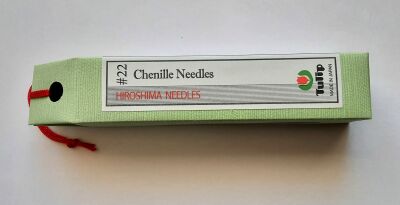 #22
Chenille Needles
HIROSHIMA NEEDLES
Tulip
MADE IN JAPAN